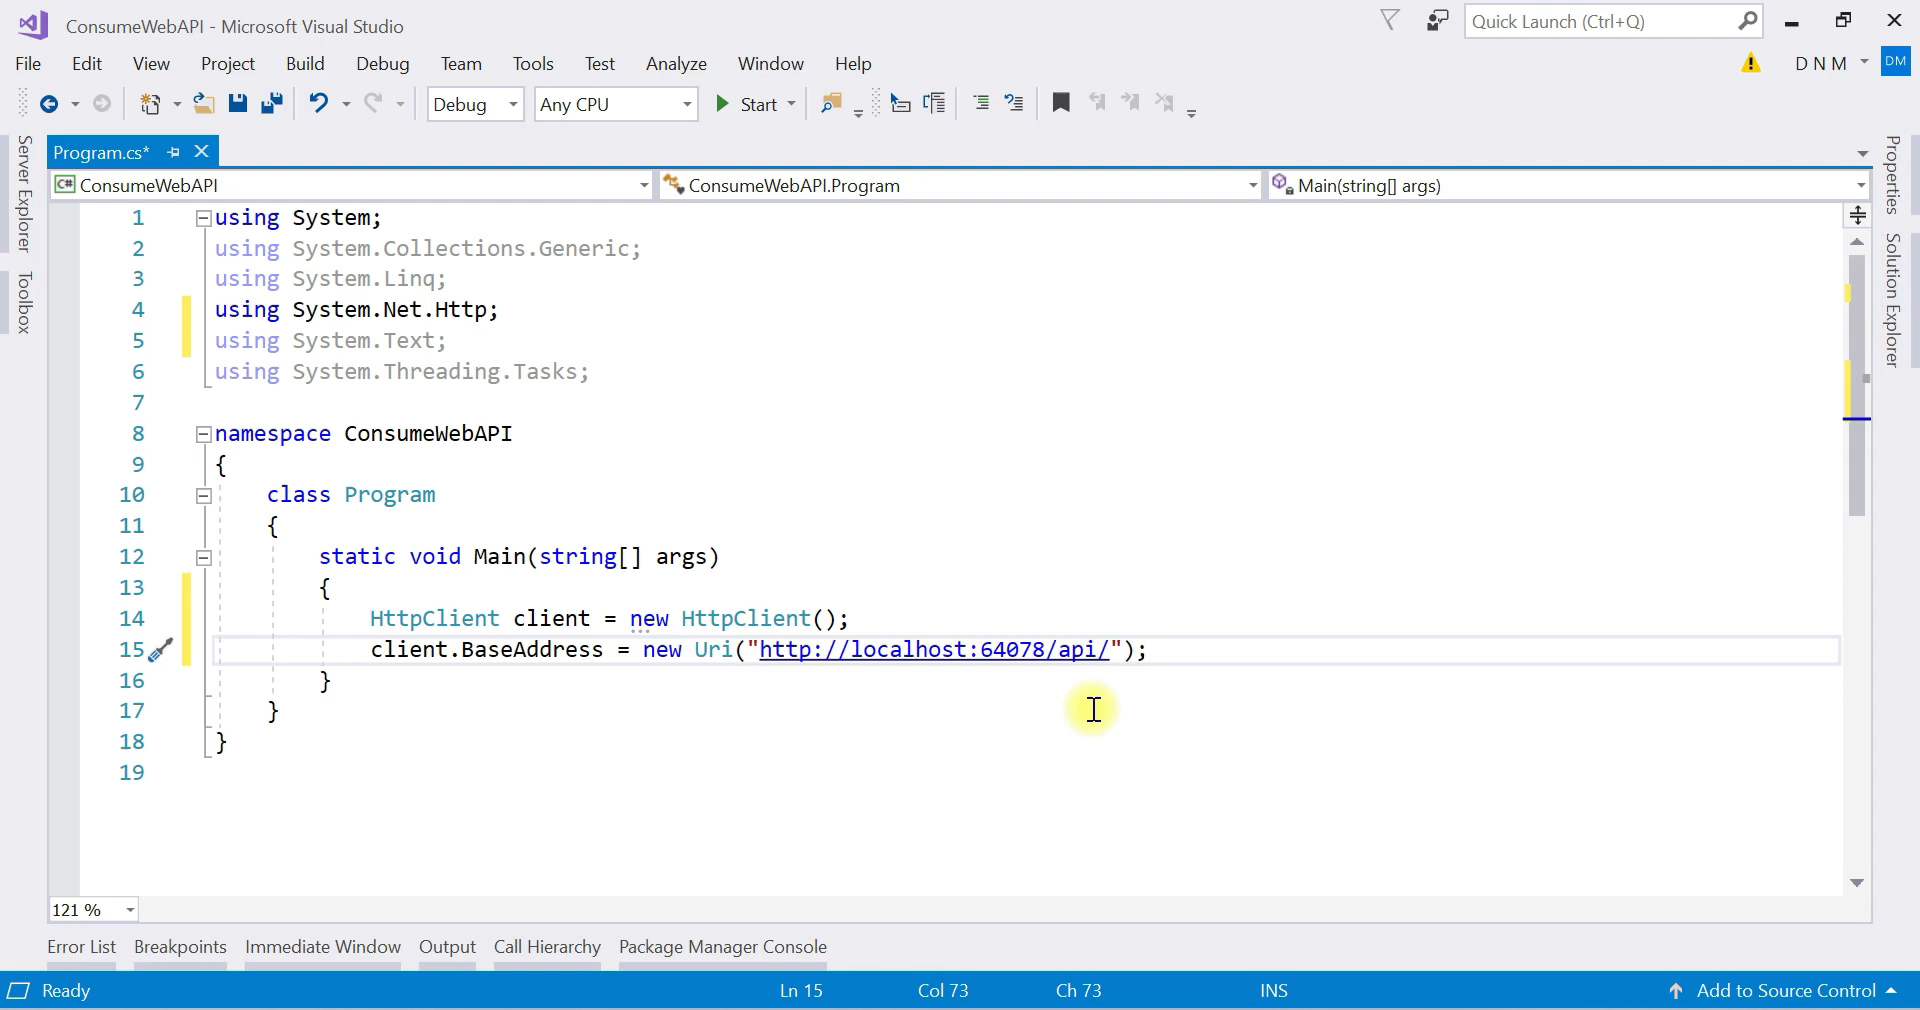 ConsumeWebAPI - Microsoft Visual Studio
Quick Launch (Ctrl+Q)
File Edit View Project Build Debug Team Tools Test Analyze Window Help
D N M DM
Debug Any CPU Start
Server Explorer
Toolbox
Properties
Solution Explorer
Program.cs*
C# ConsumeWebAPI ConsumeWebAPI.Program Main(string[] args)
1 using System;
2 using System.Collections.Generic;
3 using System.Linq;
4 using System.Net.Http;
5 using System.Text;
6 using System.Threading.Tasks;
7
8 namespace ConsumeWebAPI
9 {
10 class Program
11 {
12 static void Main(string[] args)
13 {
14 HttpClient client = new HttpClient();
15 client.BaseAddress = new Uri("http://localhost:64078/api/");
16 }
17 }
18 }
19
121 %
Error List Breakpoints Immediate Window Output Call Hierarchy Package Manager Console
Ready Ln 15 Col 73 Ch 73 INS Add to Source Control